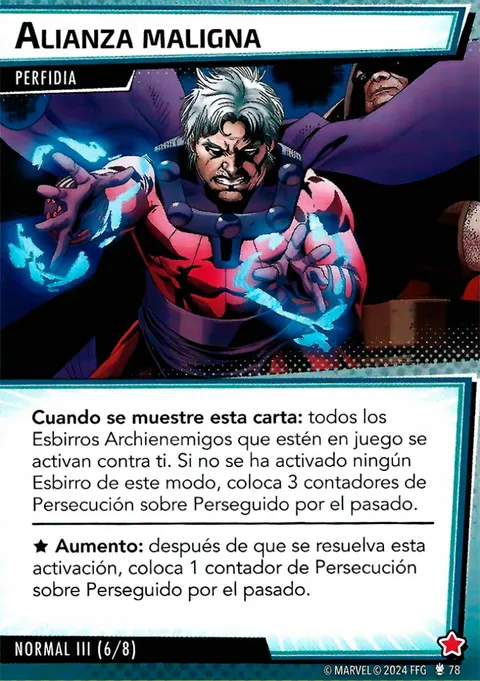 ALIANZA MALIGNA
PERFIDIA
Cuando se muestre esta carta: todos los
Esbirros Archienemigos que estén en juego se
activan contra ti. Si no se ha activado ningún
Esbirro de este modo, coloca 3 contadores de
Persecución sobre Perseguido por el pasado.
★ Aumento: después de que se resuelva esta
activación, coloca 1 contador de Persecución
sobre Perseguido por el pasado.
NORMAL III (6/8)
© MARVEL © 2024 FFG 78